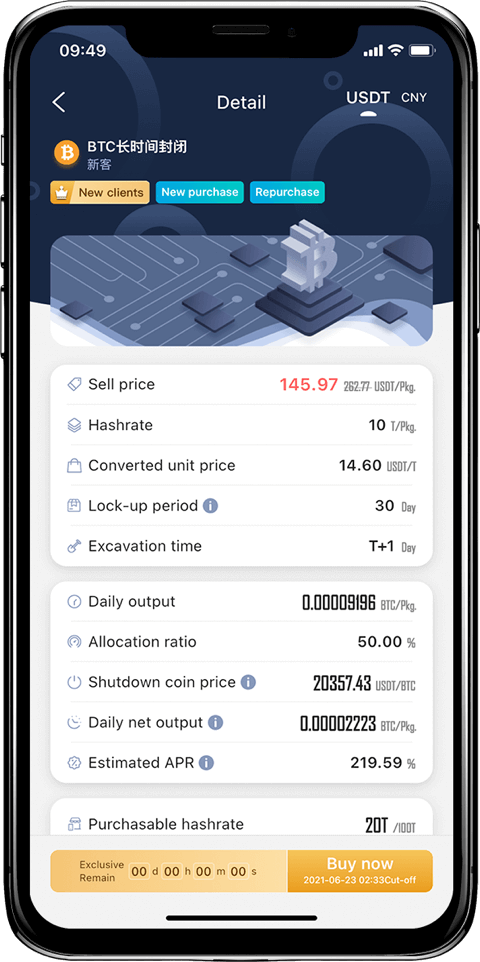 09:49
Detail
USDT CNY
BTC长时间封闭
新客
New clients New purchase Repurchase
Sell price 145.97 262.77 USDT/Pkg.
Hashrate 10 T/Pkg.
Converted unit price 14.60 USDT/T
Lock-up period 30 Day
Excavation time T+1 Day
Daily output 0.00009196 BTC/Pkg.
Allocation ratio 50.00 %
Shutdown coin price 20357.43 USDT/BTC
Daily net output 0.00002223 BTC/Pkg.
Estimated APR 219.59 %
Purchasable hashrate 20T /100T
Exclusive Remain 00 d 00 h 00 m 00 s
Buy now
2021-06-23 02:33Cut-off